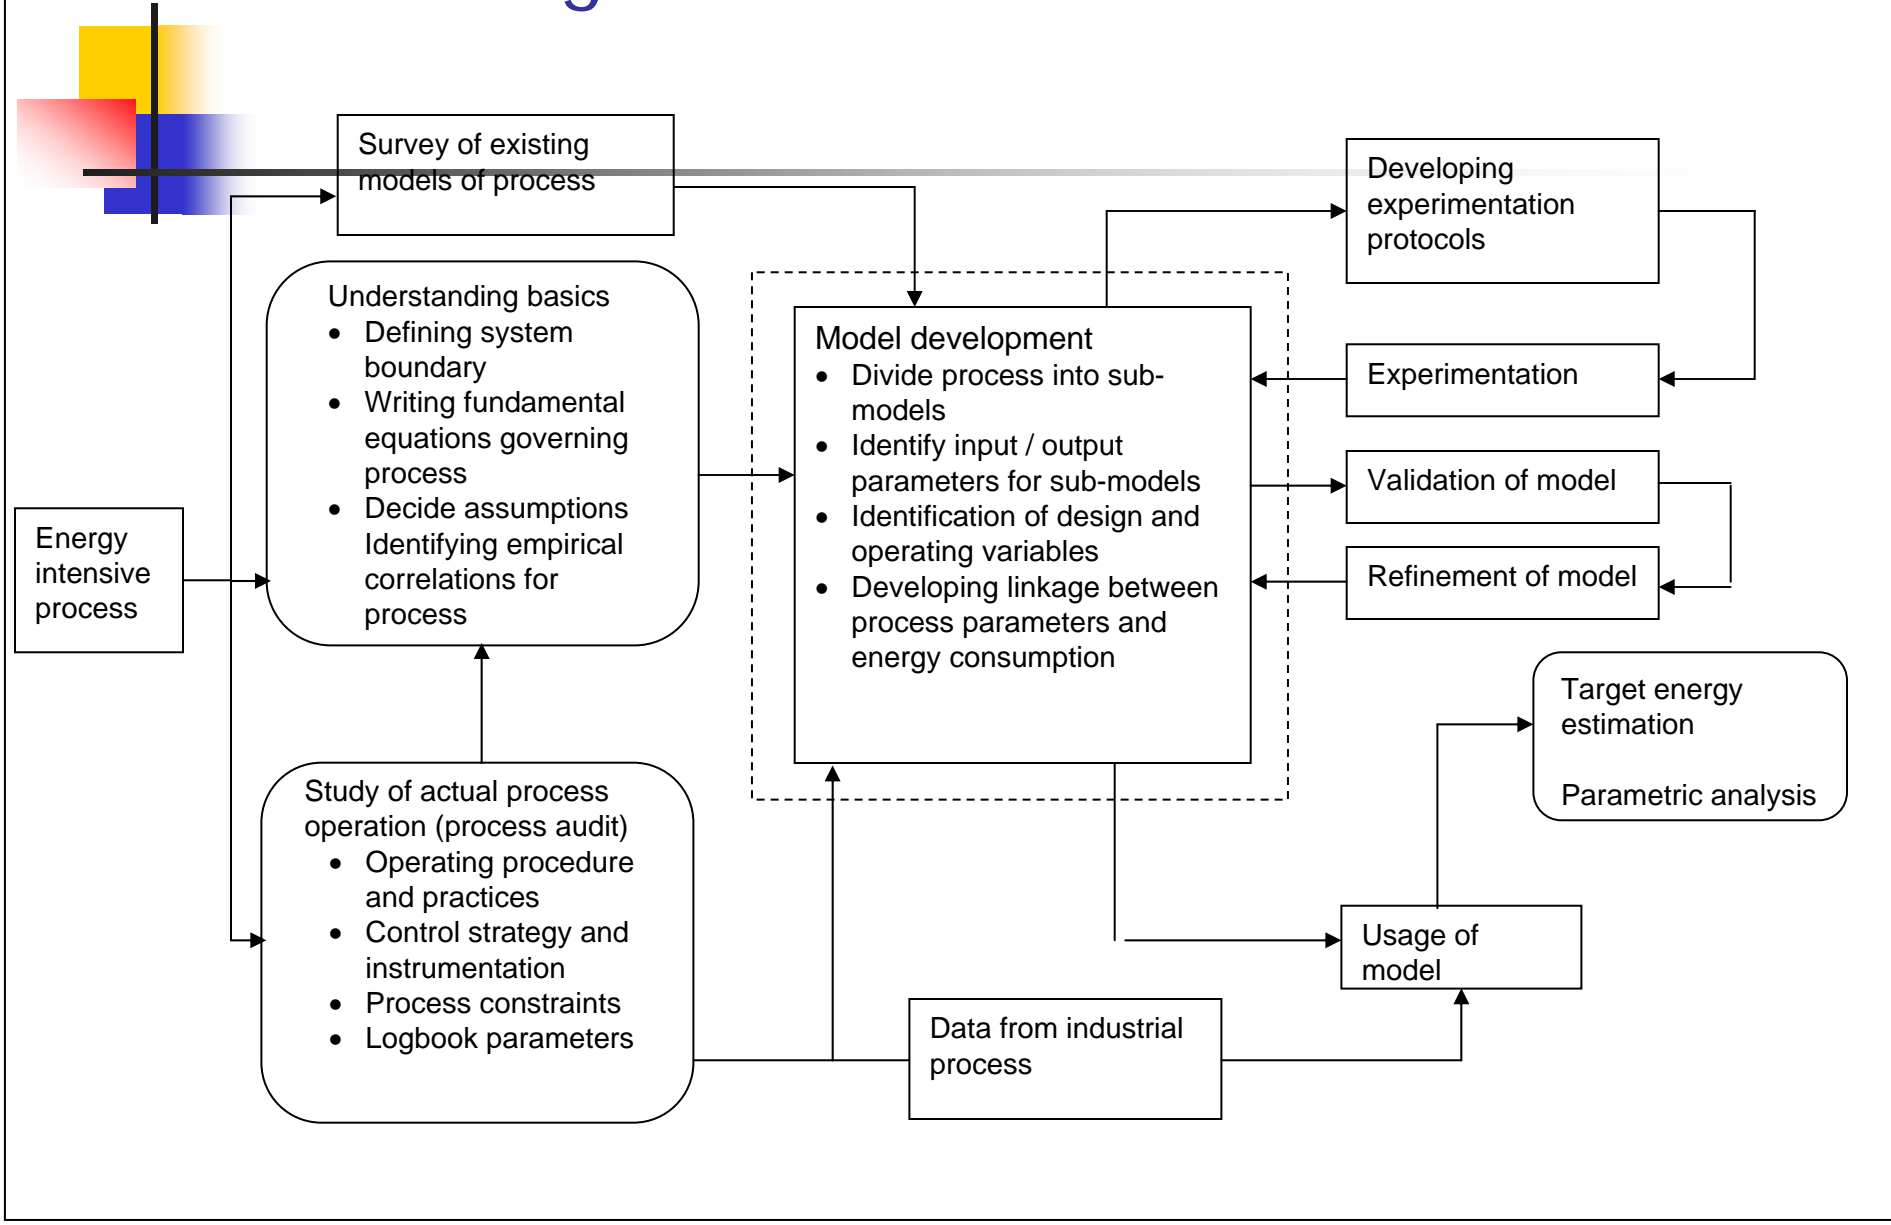 Survey of existing
models of process
Developing
experimentation
protocols
Understanding basics
• Defining system
boundary
• Writing fundamental
equations governing
process
• Decide assumptions
Identifying empirical
correlations for
process
Model development
• Divide process into sub-
models
• Identify input / output
parameters for sub-models
• Identification of design and
operating variables
• Developing linkage between
process parameters and
energy consumption
Experimentation
Validation of model
Refinement of model
Energy
intensive
process
Target energy
estimation
Parametric analysis
Study of actual process
operation (process audit)
• Operating procedure
and practices
• Control strategy and
instrumentation
• Process constraints
• Logbook parameters
Usage of
model
Data from industrial
process